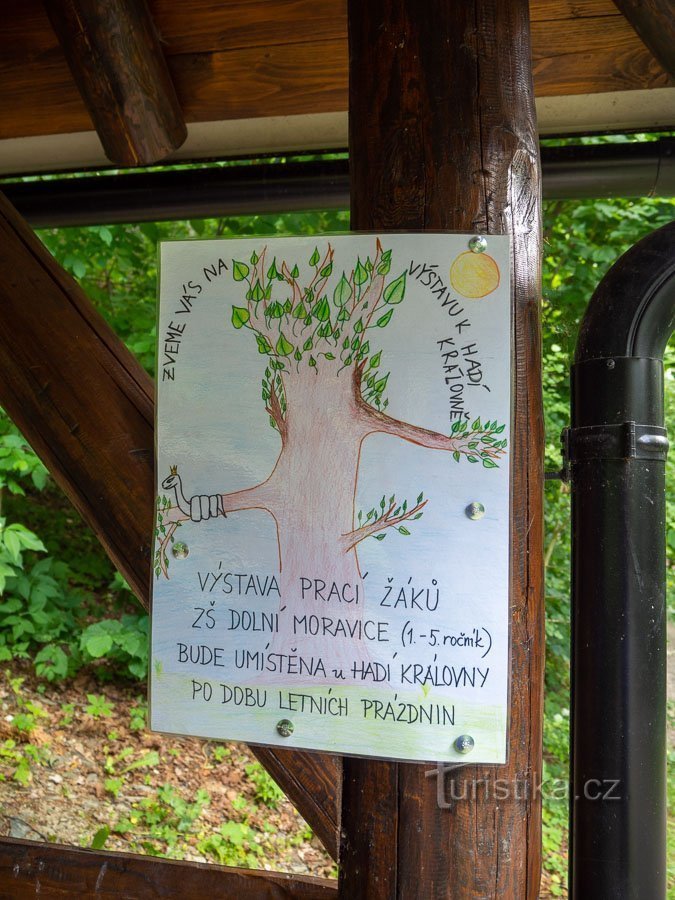 ZVEME VÁS NA
VÝSTAVU K HADÍ
KRÁLOVNĚ
VÝSTAVA PRACÍ ŽÁKŮ
ZŠ DOLNÍ MORAVICE (1.-5. ročník)
BUDE UMÍSTĚNA u HADÍ KRÁLOVNY
PO DOBU LETNÍCH PRÁZDNIN
Turistika.cz